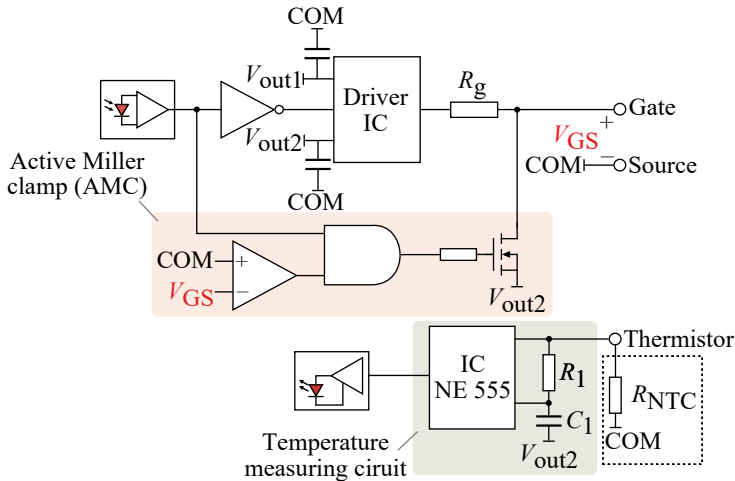 COM
Vout1
Driver
IC
Rg
Gate
+
VGS
−
COM
Source
Vout2
COM
Active Miller
clamp (AMC)
COM
+
VGS
−
Vout2
Thermistor
IC
NE 555
R1
RNTC
C1
COM
Vout2
Temperature
measuring ciruit